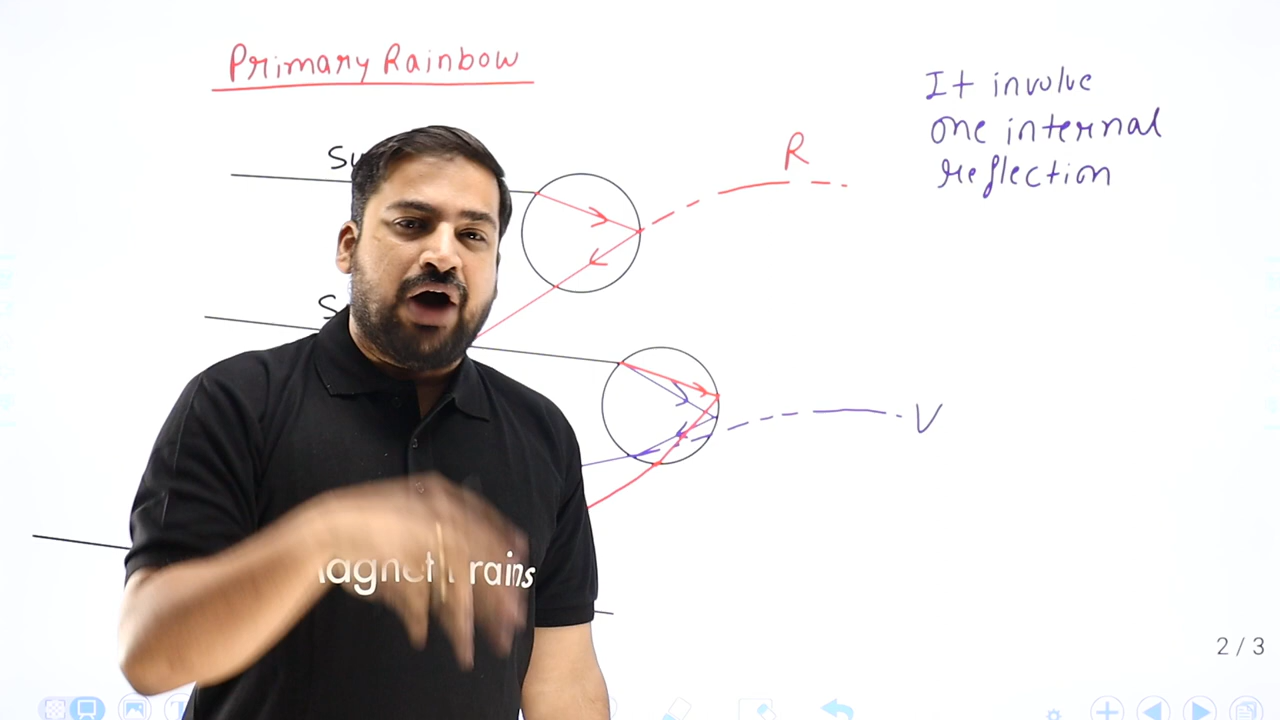 Primary Rainbow
It involve
one internal
reflection
R
V
2 / 3